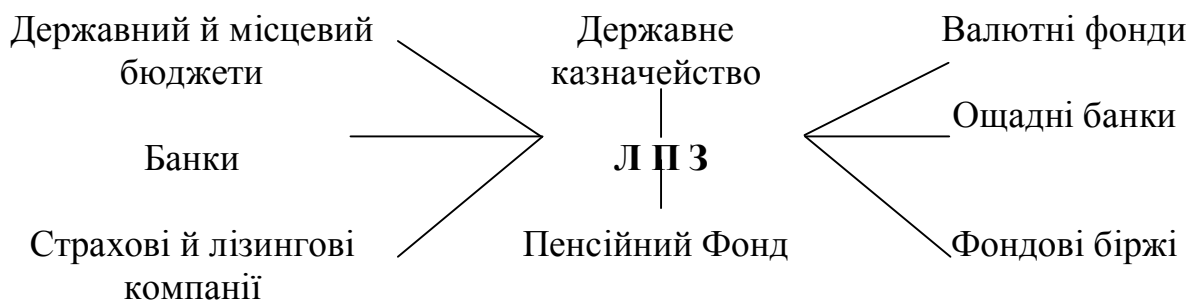 Державний й місцевий
бюджети
Державне
казначейство
Валютні фонди
Ощадні банки
Банки
Л П З
Страхові й лізингові
компанії
Пенсійний Фонд
Фондові біржі